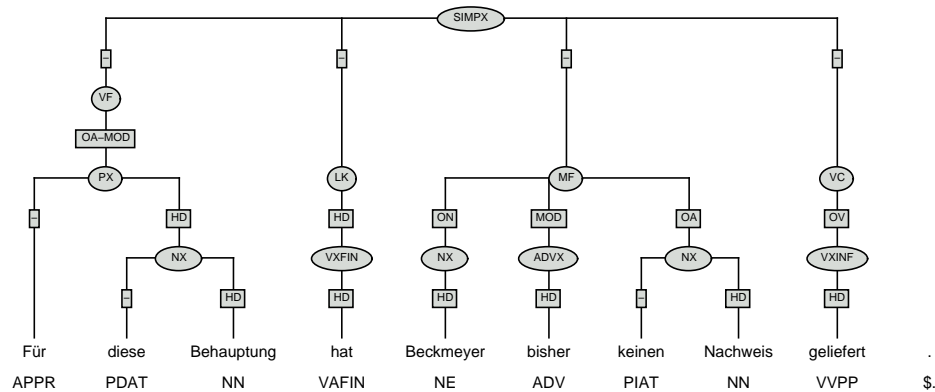 SIMPX
– – – –
VF
OA–MOD
PX LK MF VC
– HD HD ON MOD OA OV
NX VXFIN NX ADVX NX VXINF
– HD HD HD HD – HD HD
Für diese Behauptung hat Beckmeyer bisher keinen Nachweis geliefert .
APPR PDAT NN VAFIN NE ADV PIAT NN VVPP $.